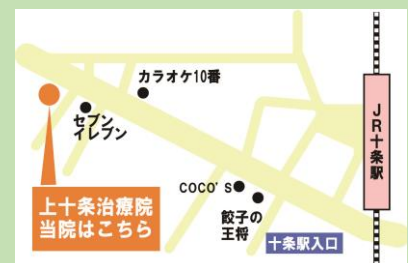 カラオケ10番
セブン
イレブン
JR十条駅
上十条治療院
当院はこちら
COCO'S
餃子の
王将
十条駅入口